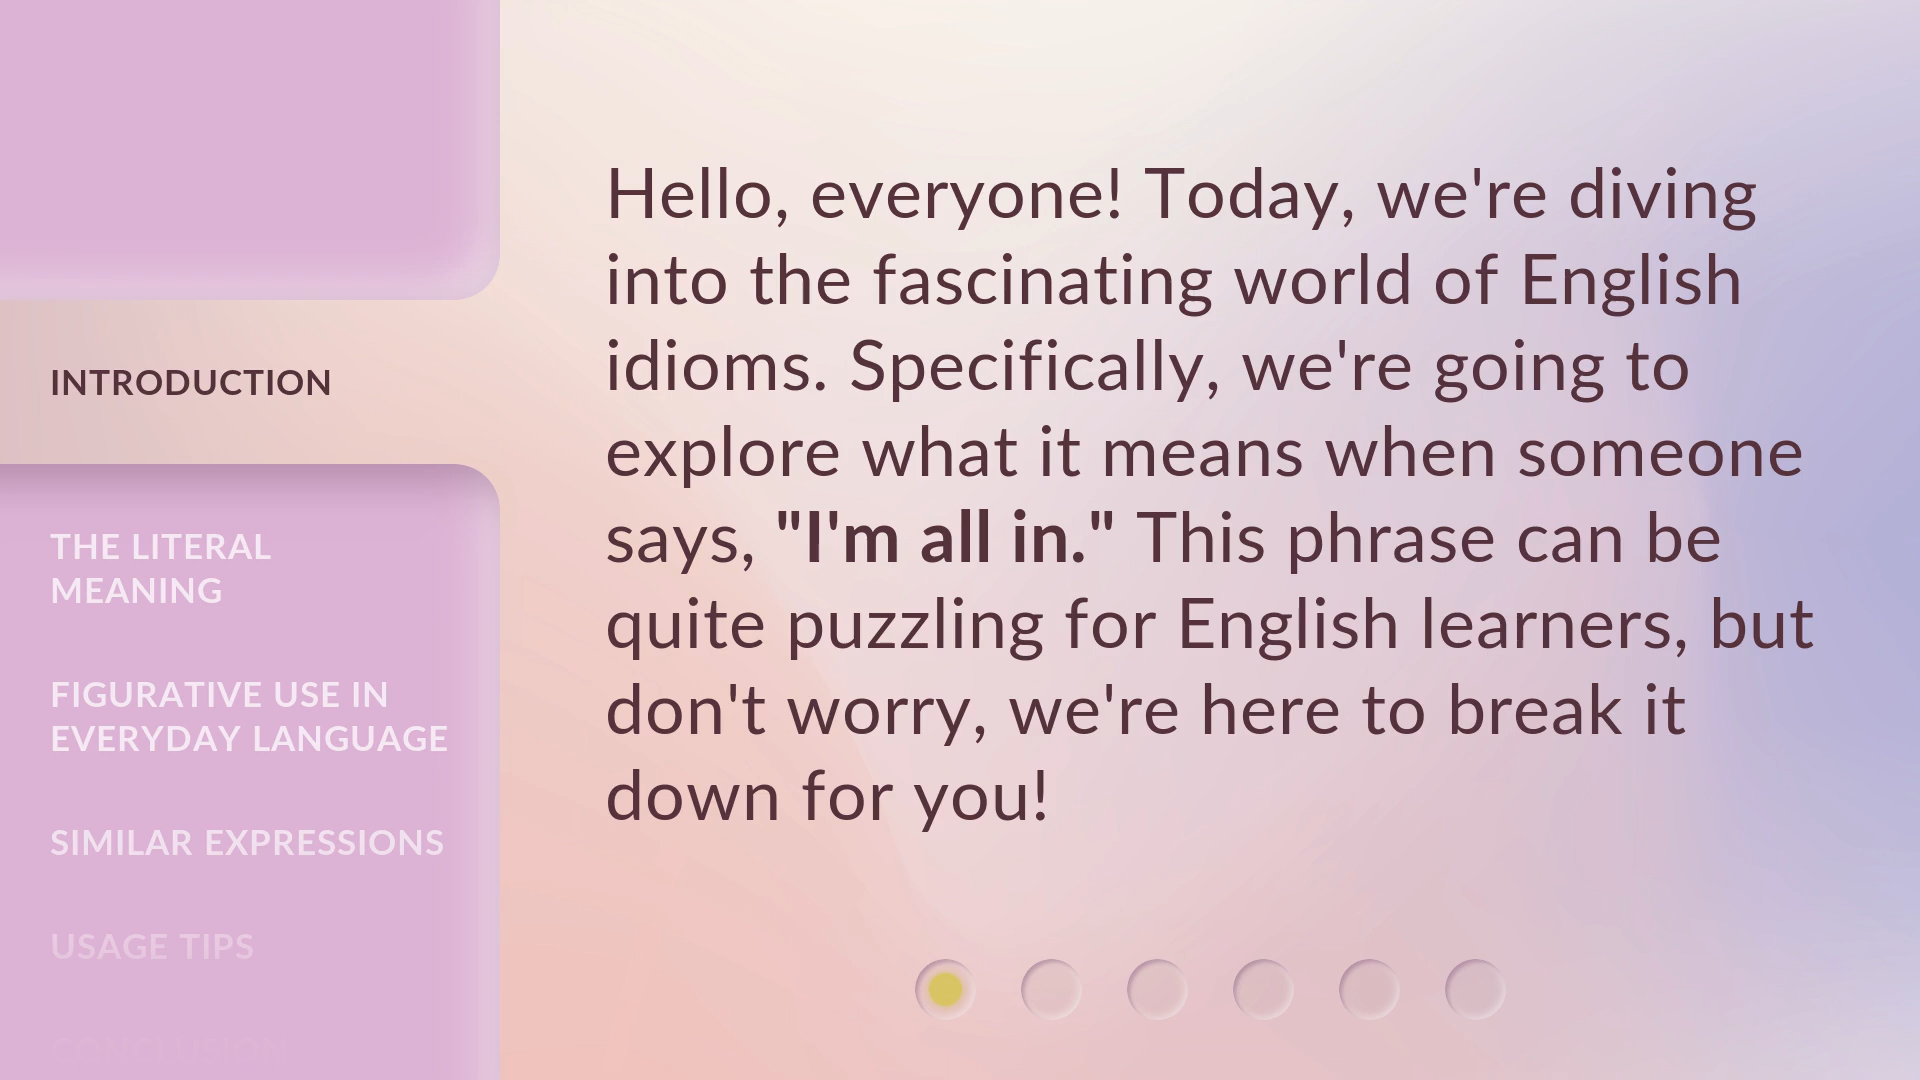 INTRODUCTION
THE LITERAL
MEANING
FIGURATIVE USE IN
EVERYDAY LANGUAGE
SIMILAR EXPRESSIONS
USAGE TIPS
CONCLUSION
Hello, everyone! Today, we're diving
into the fascinating world of English
idioms. Specifically, we're going to
explore what it means when someone
says, "I'm all in." This phrase can be
quite puzzling for English learners, but
don't worry, we're here to break it
down for you!